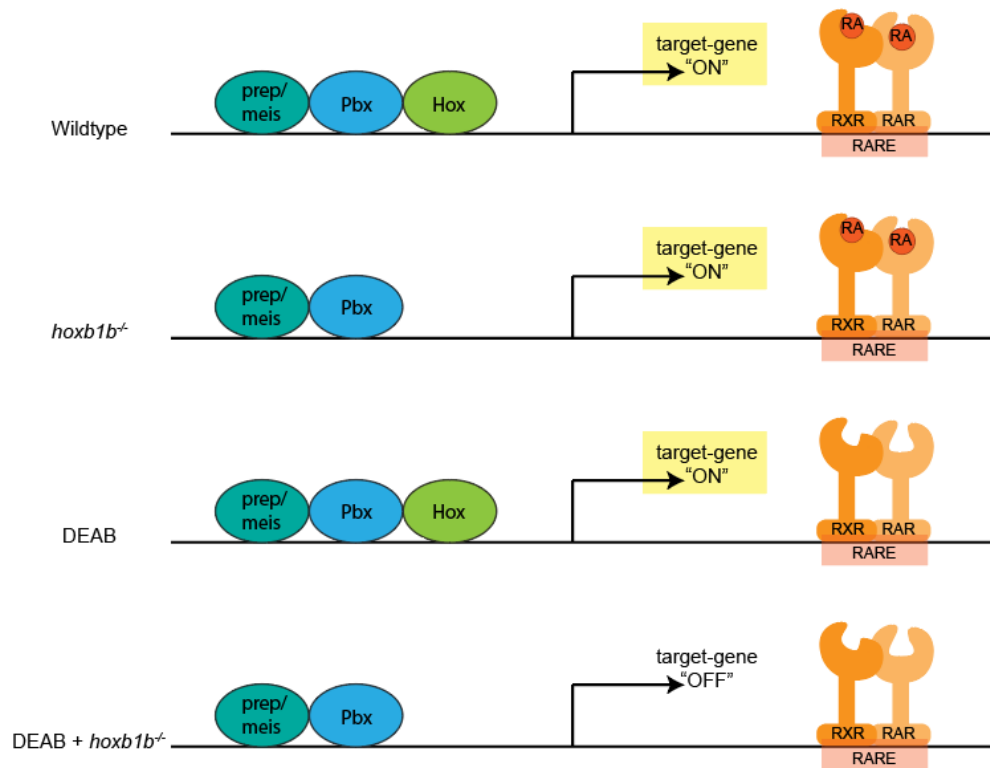 target-gene
"ON"
RA
RA
prep/
meis
Pbx
Hox
Wildtype
RXR
RAR
RARE
target-gene
"ON"
RA
RA
prep/
meis
Pbx
hoxb1b-/-
RXR
RAR
RARE
target-gene
"ON"
prep/
meis
Pbx
Hox
DEAB
RXR
RAR
RARE
target-gene
"OFF"
prep/
meis
Pbx
DEAB + hoxb1b-/-
RXR
RAR
RARE